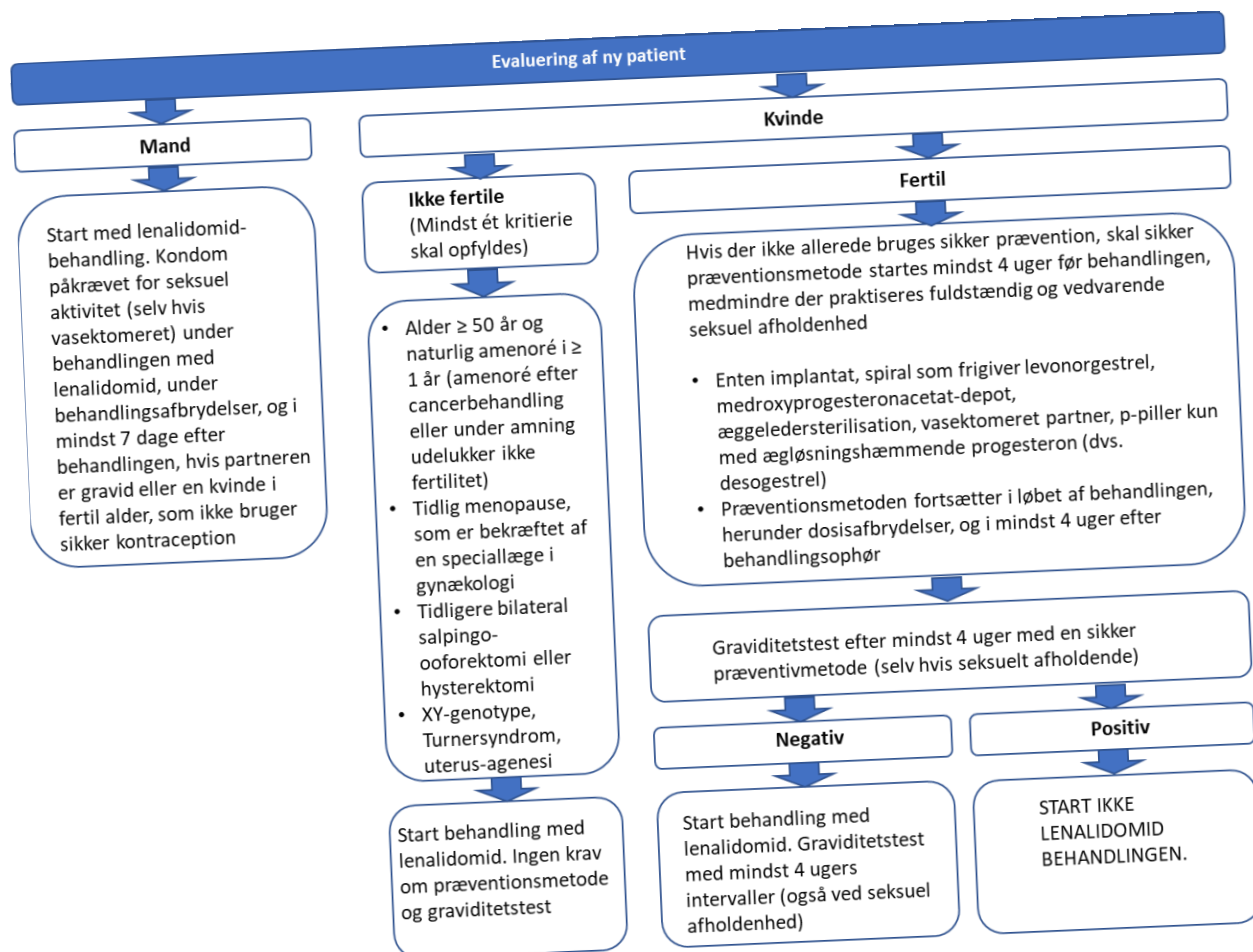 Evaluering af ny patient
Mand
Start med lenalidomid-
behandling. Kondom
påkrævet for seksuel
aktivitet (selv hvis
vasektomeret) under
behandlingen med
lenalidomid, under
behandlingsafbrydelser, og i
mindst 7 dage efter
behandlingen, hvis partneren
er gravid eller en kvinde i
fertil alder, som ikke bruger
sikker kontraception
Kvinde
Ikke fertile
(Mindst ét kritierie
skal opfyldes)
• Alder ≥ 50 år og
naturlig amenoré i ≥
1 år (amenoré efter
cancerbehandling
eller under amning
udelukker ikke
fertilitet)
• Tidlig menopause,
som er bekræftet af
en speciallæge i
gynækologi
• Tidligere bilateral
salpingo-
ooforektomi eller
hysterektomi
• XY-genotype,
Turnersyndrom,
uterus-agenesi
Start behandling med
lenalidomid. Ingen krav
om præventionsmetode
og graviditetstest
Fertil
Hvis der ikke allerede bruges sikker prævention, skal sikker
præventionsmetode startes mindst 4 uger før behandlingen,
medmindre der praktiseres fuldstændig og vedvarende
seksuel afholdenhed
• Enten implantat, spiral som frigiver levonorgestrel,
medroxyprogesteronacetat-depot,
æggeledersterilisation, vasektomeret partner, p-piller kun
med ægløsningshæmmende progesteron (dvs.
desogestrel)
• Præventionsmetoden fortsætter i løbet af behandlingen,
herunder dosisafbrydelser, og i mindst 4 uger efter
behandlingsophør
Graviditetstest efter mindst 4 uger med en sikker
præventivmetode (selv hvis seksuelt afholdende)
Negativ
Start behandling med
lenalidomid. Graviditetstest
med mindst 4 ugers
intervaller (også ved seksuel
afholdenhed)
Positiv
START IKKE
LENALIDOMID
BEHANDLINGEN.